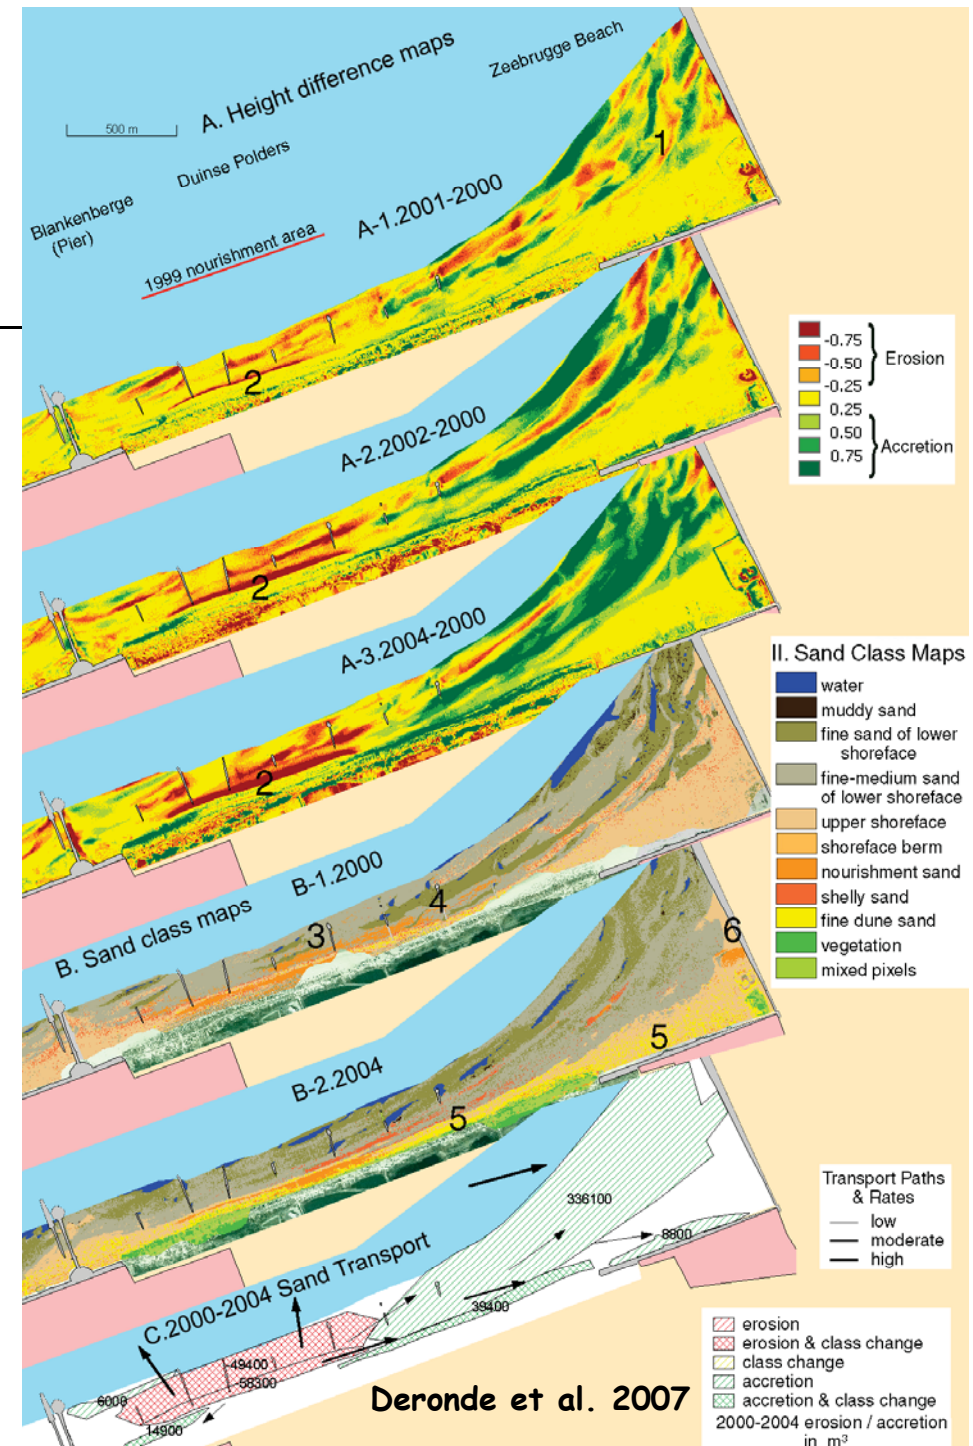 A. Height difference maps
Zeebrugge Beach
500 m
Duinse Polders
Blankenberge
(Pier)
1999 nourishment area
A-1.2001-2000
1
2
-0.75
-0.50
-0.25
0.25
0.50
0.75
Erosion
Accretion
A-2.2002-2000
2
A-3.2004-2000
2
II. Sand Class Maps
water
muddy sand
fine sand of lower
shoreface
fine-medium sand
of lower shoreface
upper shoreface
shoreface berm
nourishment sand
shelly sand
fine dune sand
vegetation
mixed pixels
B. Sand class maps
B-1.2000
3
4
6
B-2.2004
5
5
C.2000-2004 Sand Transport
336100
8800
39400
-49400
-58300
6000
14900
Transport Paths
& Rates
low
moderate
high
erosion
erosion & class change
class change
accretion
accretion & class change
2000-2004 erosion / accretion
in m³
Deronde et al. 2007